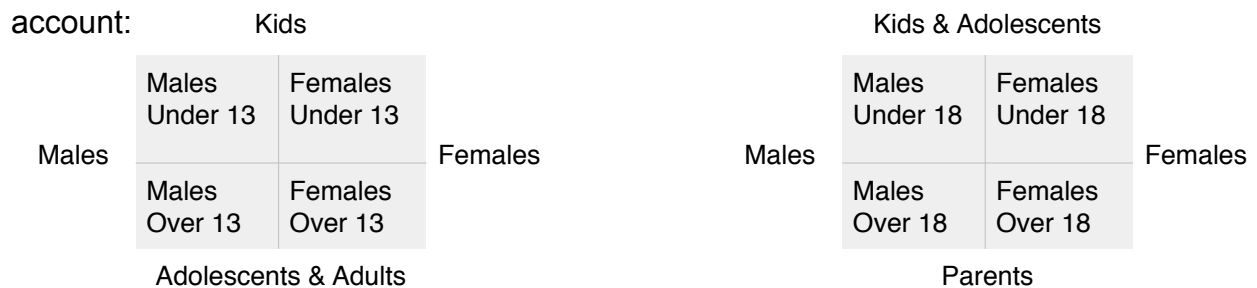 account:
Kids
Males Under 13
Females Under 13
Males
Females
Males Over 13
Females Over 13
Adolescents & Adults
Kids & Adolescents
Males Under 18
Females Under 18
Males
Females
Males Over 18
Females Over 18
Parents